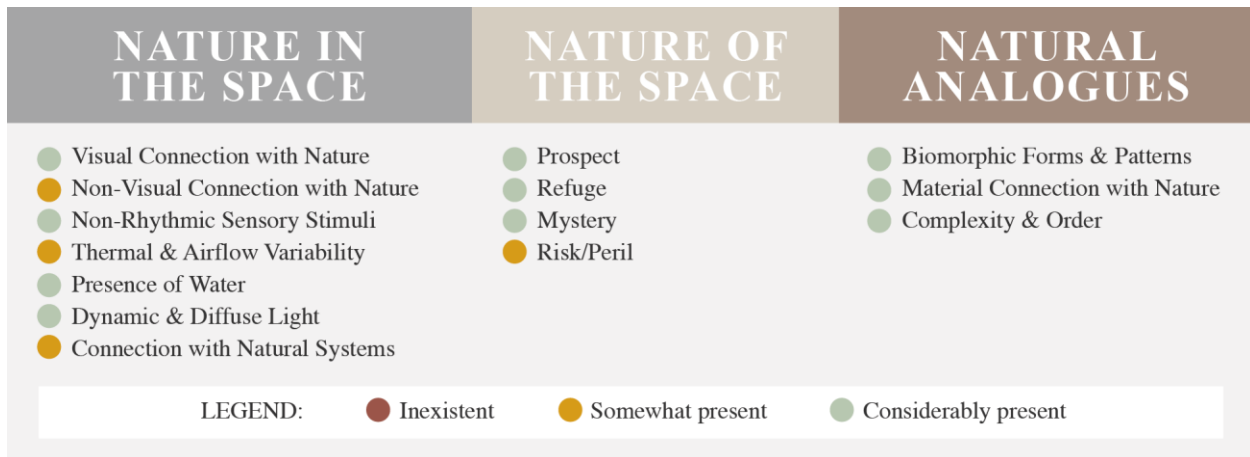 NATURE IN
THE SPACE
NATURE OF
THE SPACE
NATURAL
ANALOGUES
Visual Connection with Nature
Non-Visual Connection with Nature
Non-Rhythmic Sensory Stimuli
Thermal & Airflow Variability
Presence of Water
Dynamic & Diffuse Light
Connection with Natural Systems
Prospect
Refuge
Mystery
Risk/Peril
Biomorphic Forms & Patterns
Material Connection with Nature
Complexity & Order
LEGEND: Inexistent Somewhat present Considerably present